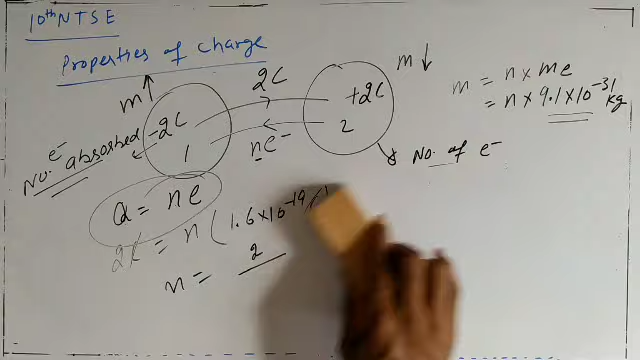 10th NTSE
Properties of charge
m ↑
2C
+2C
m ↓
m = n × me
= n × 9.1 × 10⁻³¹ kg
-2C
1
ne⁻
2
No. e⁻ absorbed
No. of e⁻
Q = ne
2C = n (1.6 × 10⁻¹⁹
n = 2